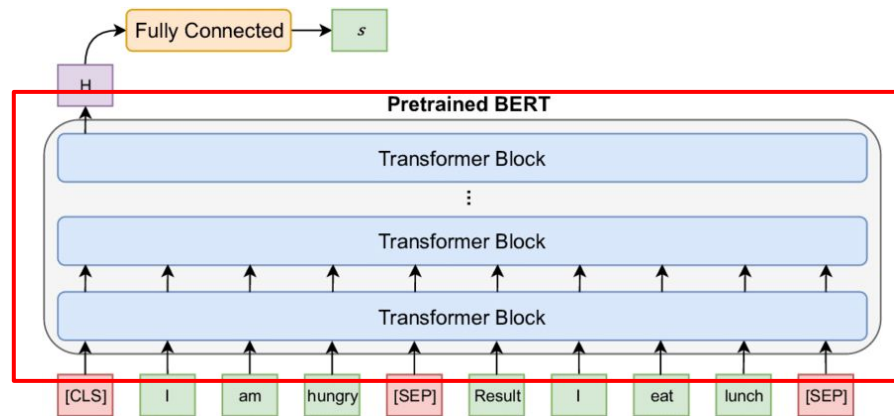 Fully Connected
s
H
Pretrained BERT
Transformer Block
...
Transformer Block
Transformer Block
[CLS] I am hungry [SEP] Result I eat lunch [SEP]